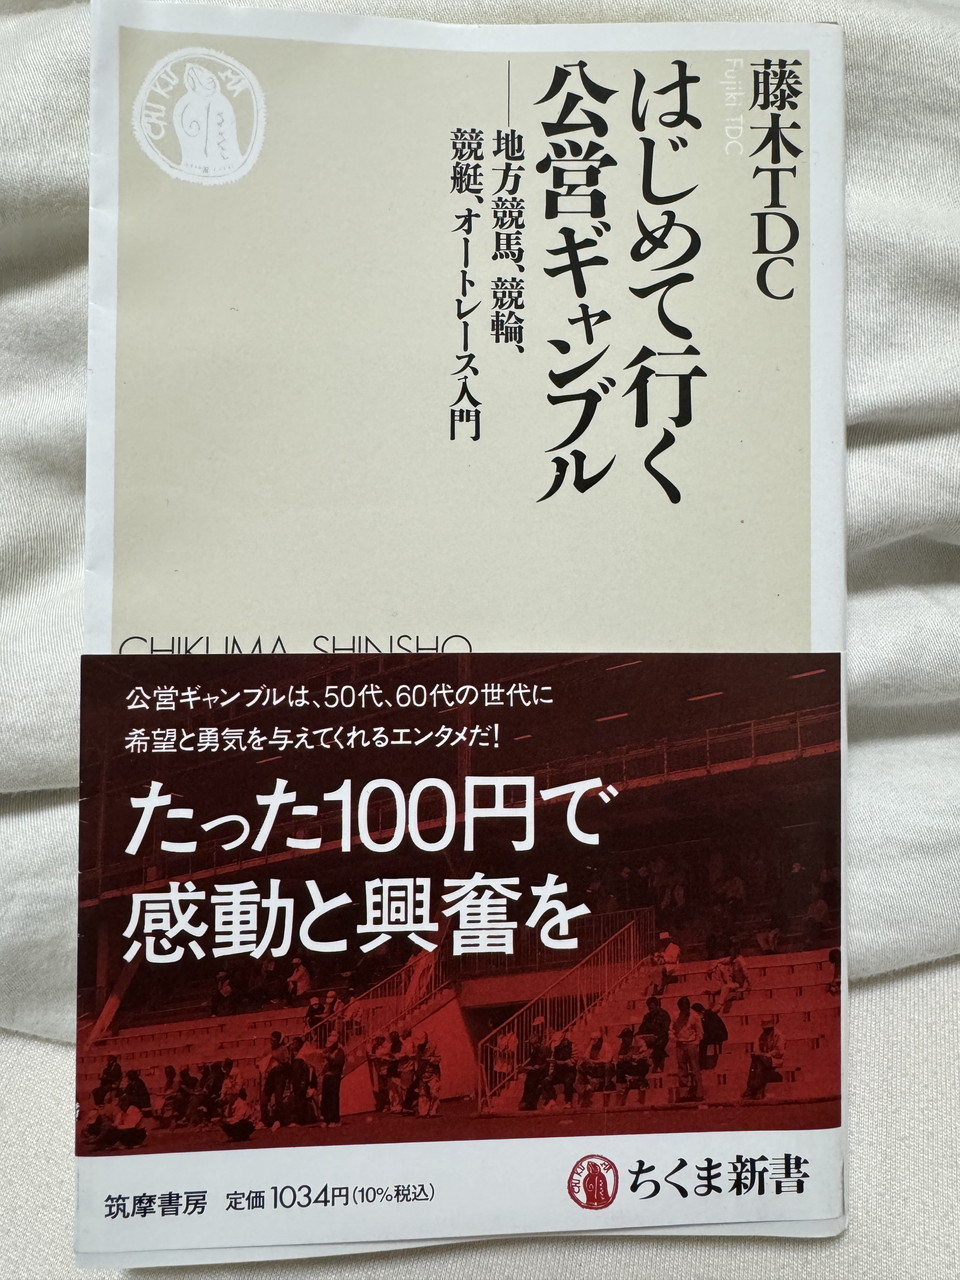 藤木TDC
Fujiki TDC
はじめて行く
公営ギャンブル
──地方競馬、競輪、
競艇、オートレース入門
CHIKUMA
CHIKUMA SHINSHO
公営ギャンブルは、50代、60代の世代に
希望と勇気を与えてくれるエンタメだ!
たった100円で
感動と興奮を
筑摩書房 定価1034円(10%税込)
CHIKUMA
ちくま新書